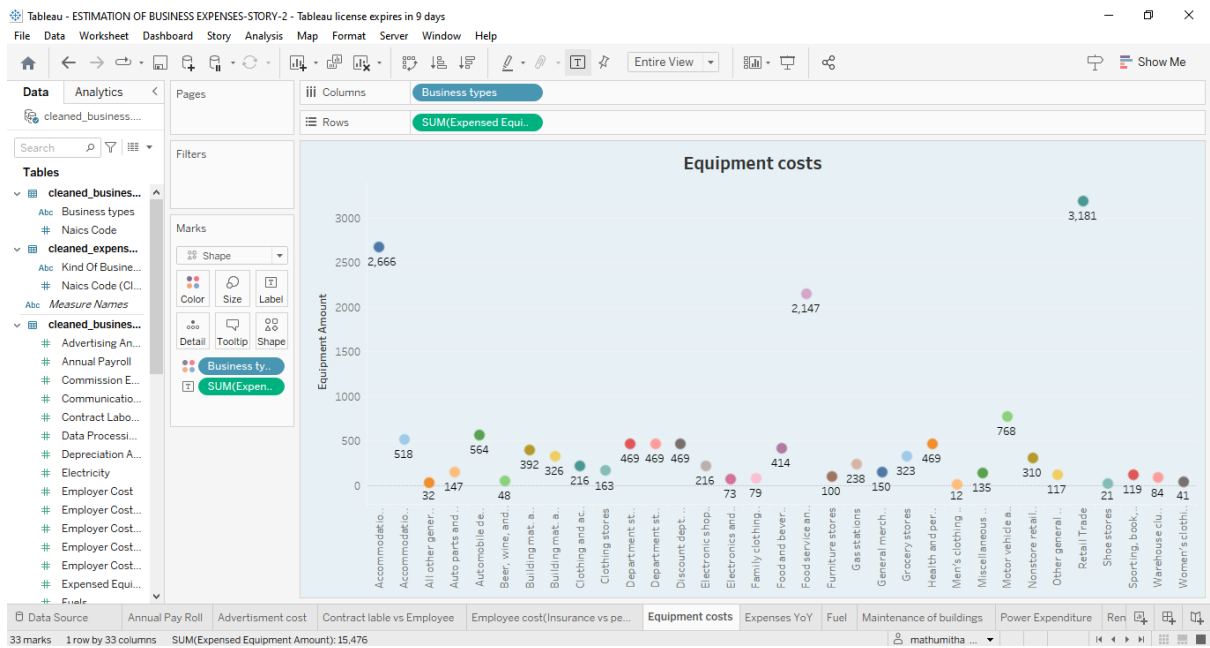 Tableau - ESTIMATION OF BUSINESS EXPENSES-STORY-2 - Tableau license expires in 9 days
File Data Worksheet Dashboard Story Analysis Map Format Server Window Help
Entire View
Show Me
Data Analytics
cleaned_business....
Search
Tables
cleaned_busines...
Abc Business types
# Naics Code
cleaned_expens...
Abc Kind Of Busine...
# Naics Code (Cl...
Abc Measure Names
cleaned_busines...
# Advertising An...
# Annual Payroll
# Commission E...
# Communicatio...
# Contract Labo...
# Data Processi...
# Depreciation A...
# Electricity
# Employer Cost
# Employer Cost...
# Employer Cost...
# Employer Cost...
# Employer Cost...
# Expensed Equi...
# Fuels
Pages
Filters
Marks
Shape
Color Size Label
Detail Tooltip Shape
Business ty..
SUM(Expen..
Columns Business types
Rows SUM(Expensed Equi..
Equipment costs
Equipment Amount
3000
2500
2000
1500
1000
500
0
2,666
518
32
147
564
48
392
326
216
163
469
469
469
216
73
79
414
2,147
100
238
150
323
469
12
135
768
310
117
3,181
21
119
84
41
Accommodatio..
Accommodatio..
All other gener..
Auto parts and ..
Automobile de..
Beer, wine, and..
Building mat. a..
Building mat. a..
Clothing and ac..
Clothing stores
Department st..
Department st..
Discount dept. ..
Electronic shop..
Electronics and..
Family clothing..
Food and bever..
Food service an..
Furniture stores
Gas stations
General merch..
Grocery stores
Health and per..
Men's clothing ..
Miscellaneous ..
Motor vehicle a..
Nonstore retail..
Other general ..
Retail Trade
Shoe stores
Sporting, book,..
Warehouse clu..
Women's clothi..
Data Source Annual Pay Roll Advertisment cost Contract lable vs Employee Employee cost(Insurance vs pe... Equipment costs Expenses YoY Fuel Maintenance of buildings Power Expenditure Ren
33 marks 1 row by 33 columns SUM(Expensed Equipment Amount): 15,476 mathumitha ...